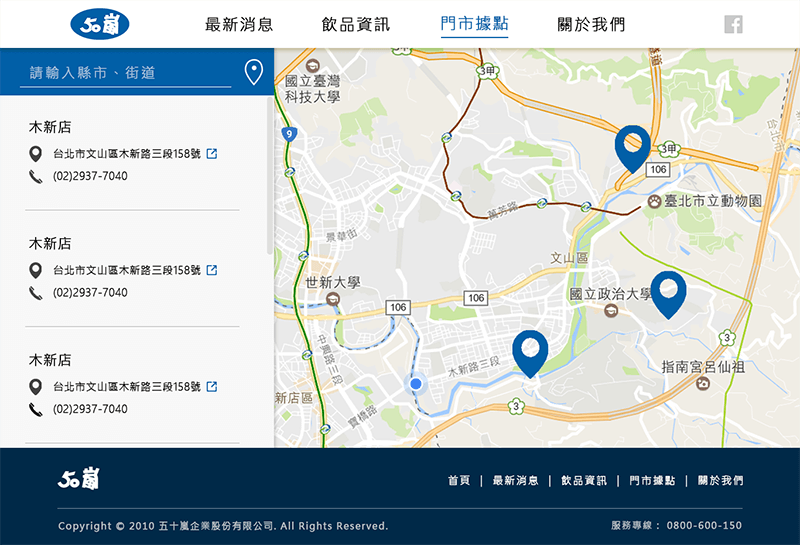 50嵐
最新消息
飲品資訊
門市據點
關於我們
請輸入縣市、街道
木新店
台北市文山區木新路三段158號
(02)2937-7040
木新店
台北市文山區木新路三段158號
(02)2937-7040
木新店
台北市文山區木新路三段158號
(02)2937-7040
國立臺灣
科技大學
3甲
9
3甲
106
臺北市立動物園
萬芳路
景華街
文山區
世新大學
國立政治大學
106
106
中興路三段
木新路三段
3
指南宮呂仙祖
新店區
寶橋路
3
50嵐
首頁 | 最新消息 | 飲品資訊 | 門市據點 | 關於我們
Copyright © 2010 五十嵐企業股份有限公司. All Rights Reserved.
服務專線： 0800-600-150